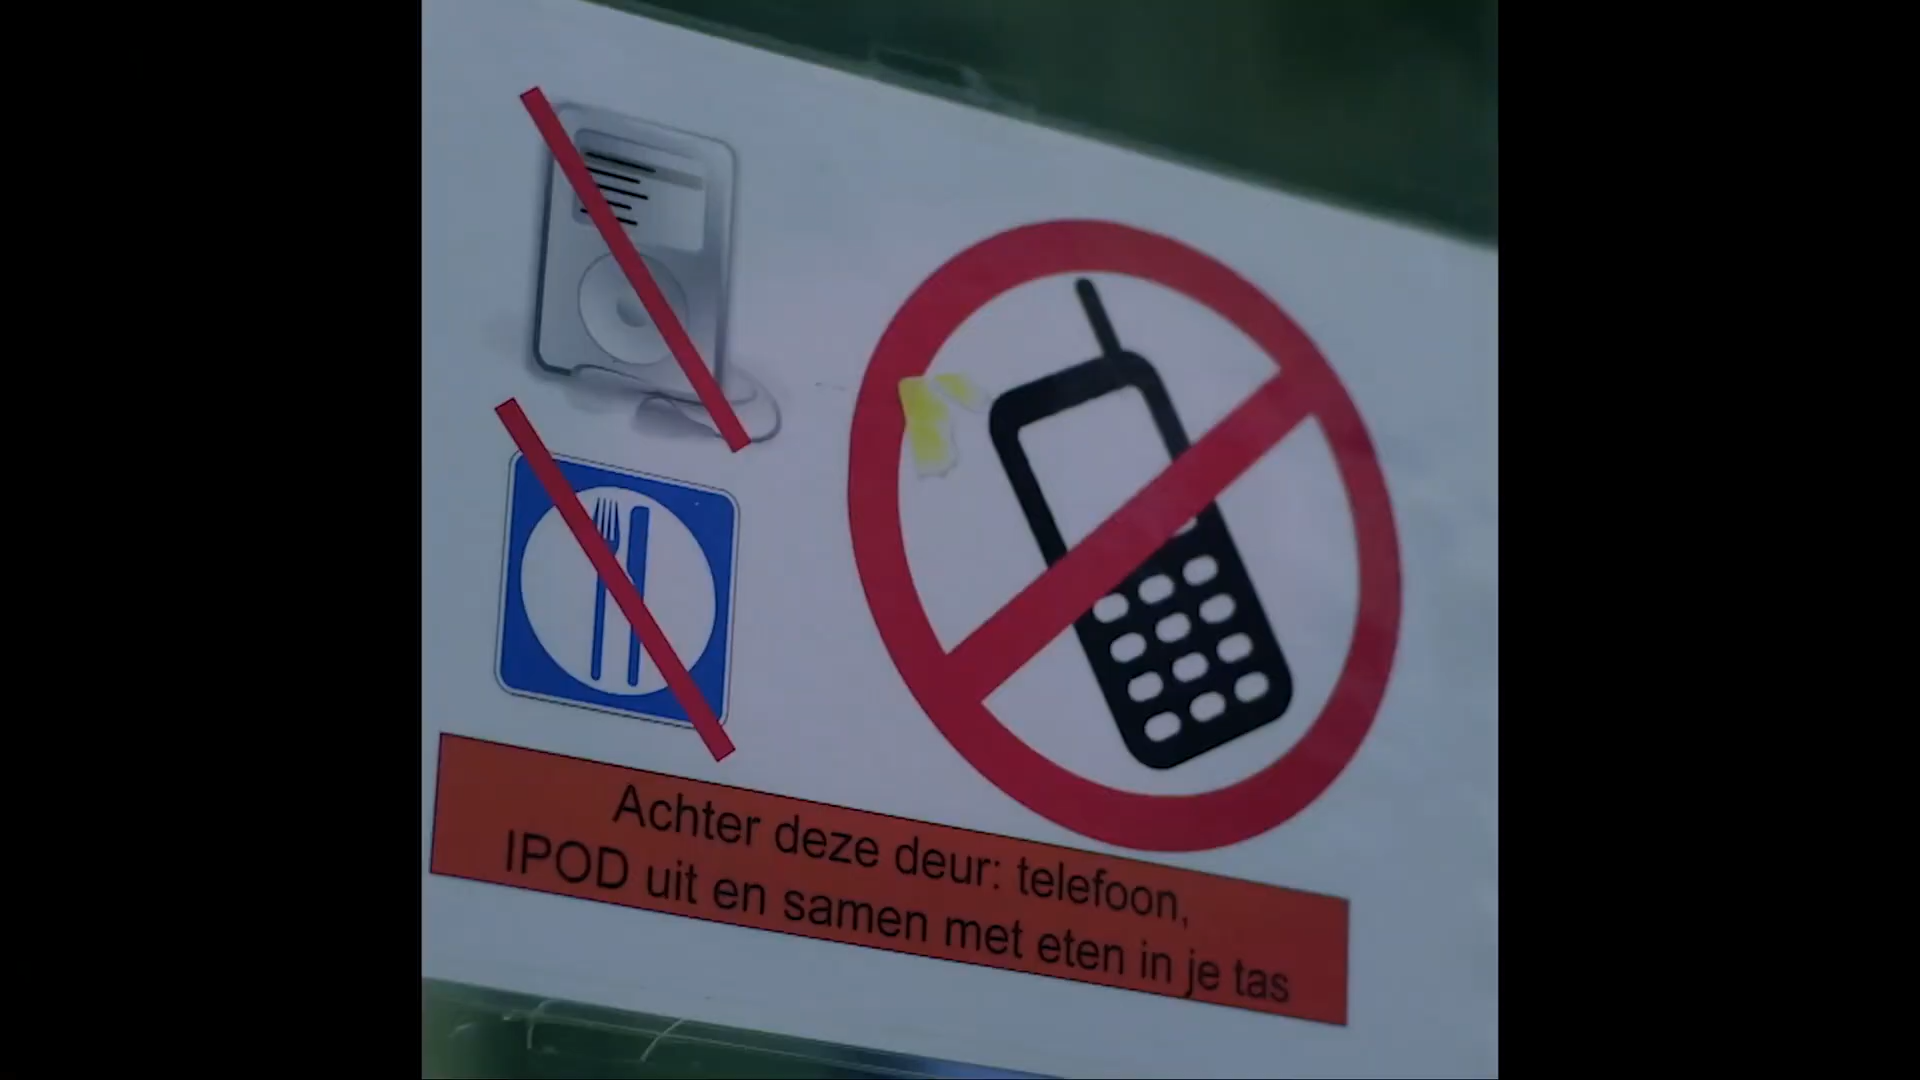 Achter deze deur: telefoon,
IPOD uit en samen met eten in je tas